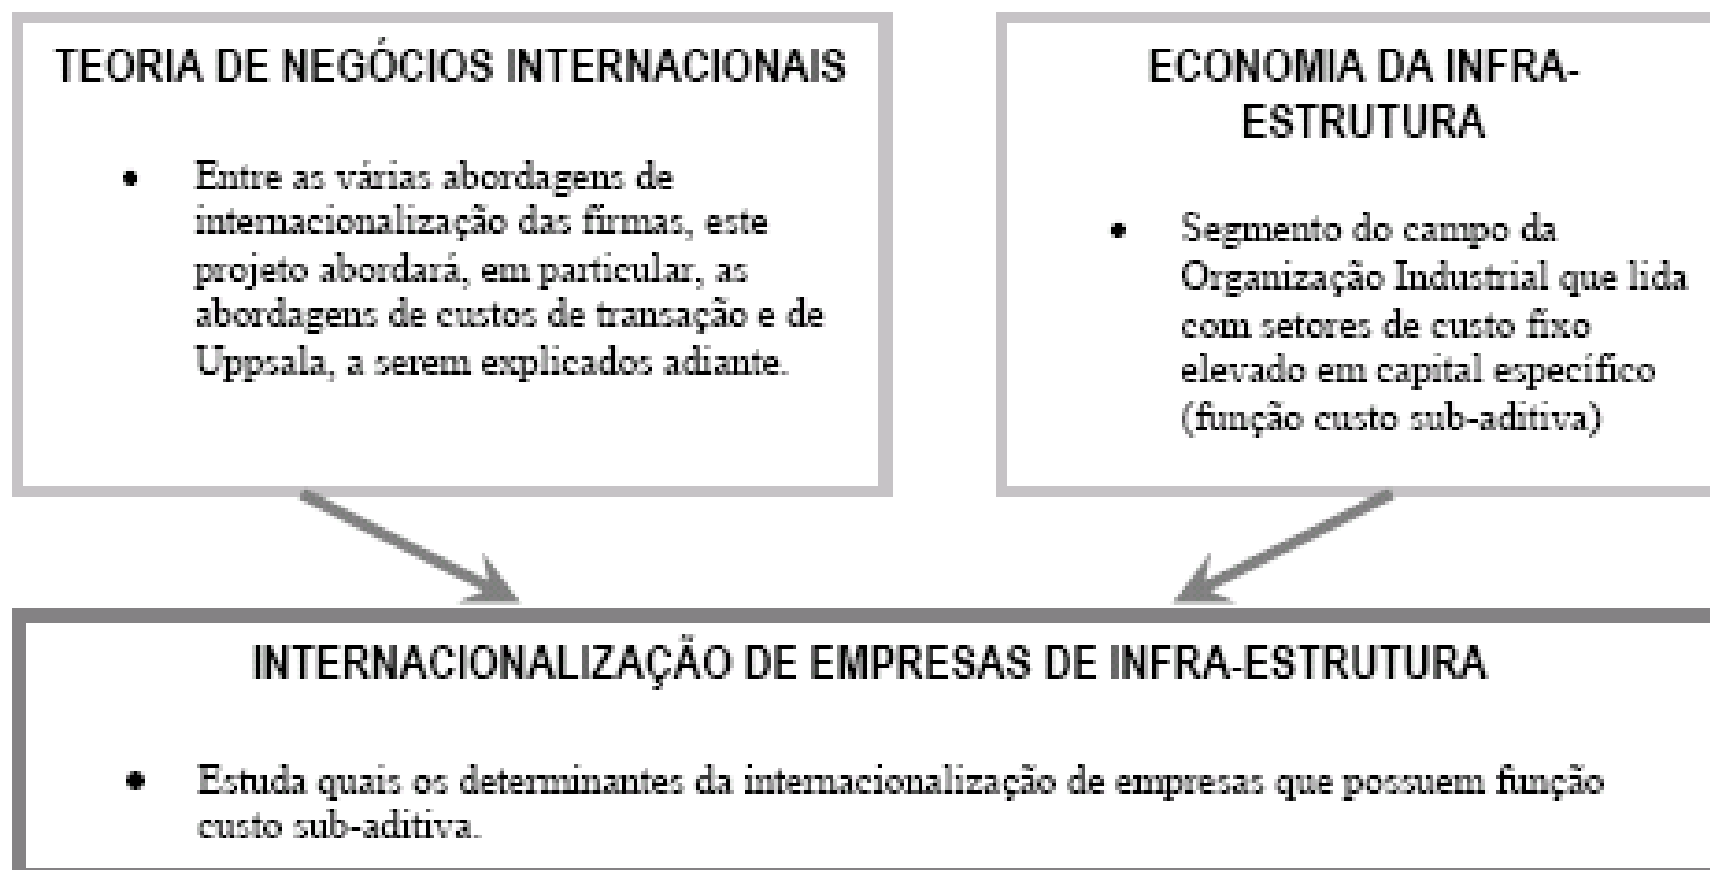 TEORIA DE NEGÓCIOS INTERNACIONAIS
• Entre as várias abordagens de
internacionalização das firmas, este
projeto abordará, em particular, as
abordagens de custos de transação e de
Uppsala, a serem explicados adiante.
ECONOMIA DA INFRA-
ESTRUTURA
• Segmento do campo da
Organização Industrial que lida
com setores de custo fixo
elevado em capital específico
(função custo sub-aditiva)
INTERNACIONALIZAÇÃO DE EMPRESAS DE INFRA-ESTRUTURA
• Estuda quais os determinantes da internacionalização de empresas que possuem função
custo sub-aditiva.